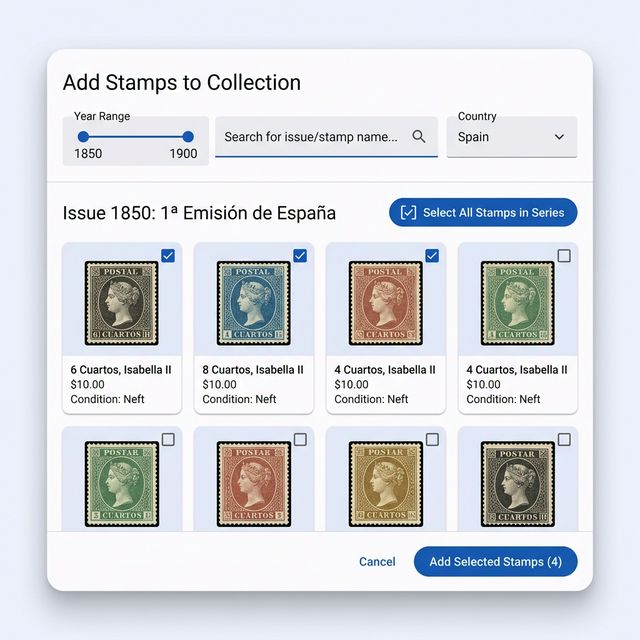 Add Stamps to Collection
Year Range
1850 1900
Search for issue/stamp name...
Country
Spain
Issue 1850: 1ª Emisión de España
Select All Stamps in Series
POSTAL POSTAL POSTAL POSTAL
CUARTOS CUARTOS CUARTOS CUARTOS
6 Cuartos, Isabella II
$10.00
Condition: Neft
8 Cuartos, Isabella II
$10.00
Condition: Neft
4 Cuartos, Isabella II
$10.00
Condition: Neft
4 Cuartos, Isabella II
$10.00
Condition: Neft
POSTAR POSTAR POSTAR POSTAR
CUARTOS CUARTOS CUARTOS CUARTOS
Cancel
Add Selected Stamps (4)